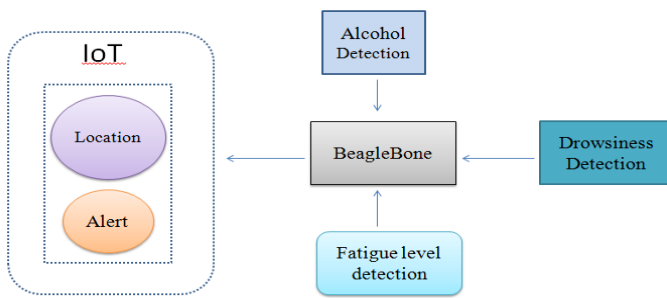 IoT
Location
Alert
Alcohol
Detection
BeagleBone
Drowsiness
Detection
Fatigue level
detection